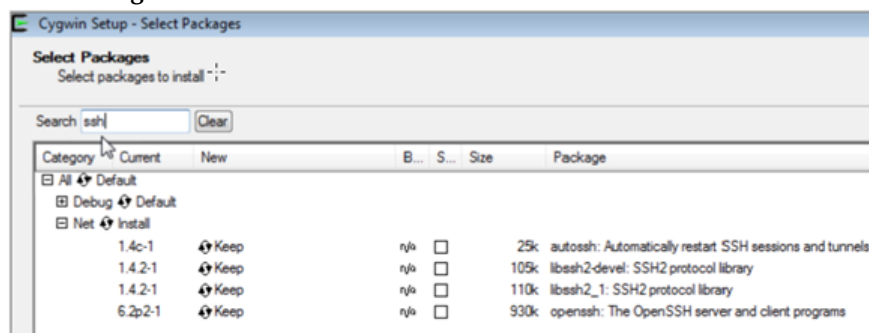 Cygwin Setup - Select Packages
Select Packages
Select packages to install
Search ssh Clear
Category Current New B... S... Size Package
All Default
Debug Default
Net Install
1.4c-1 Keep n/a 25k autossh: Automatically restart SSH sessions and tunnels
1.4.2-1 Keep n/a 105k libssh2-devel: SSH2 protocol library
1.4.2-1 Keep n/a 110k libssh2_1: SSH2 protocol library
6.2p2-1 Keep n/a 930k openssh: The OpenSSH server and client programs